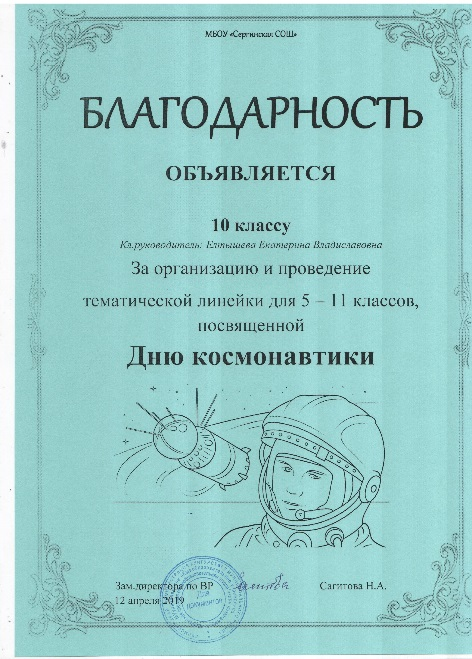 МБОУ «Сергинская СОШ»
БЛАГОДАРНОСТЬ
ОБЪЯВЛЯЕТСЯ
10 классу
Кл.руководитель: Елтышева Екатерина Владиславовна
За организацию и проведение
тематической линейки для 5 – 11 классов,
посвященной
Дню космонавтики
Зам.директора по ВР Сагитова Н.А.
12 апреля 2019